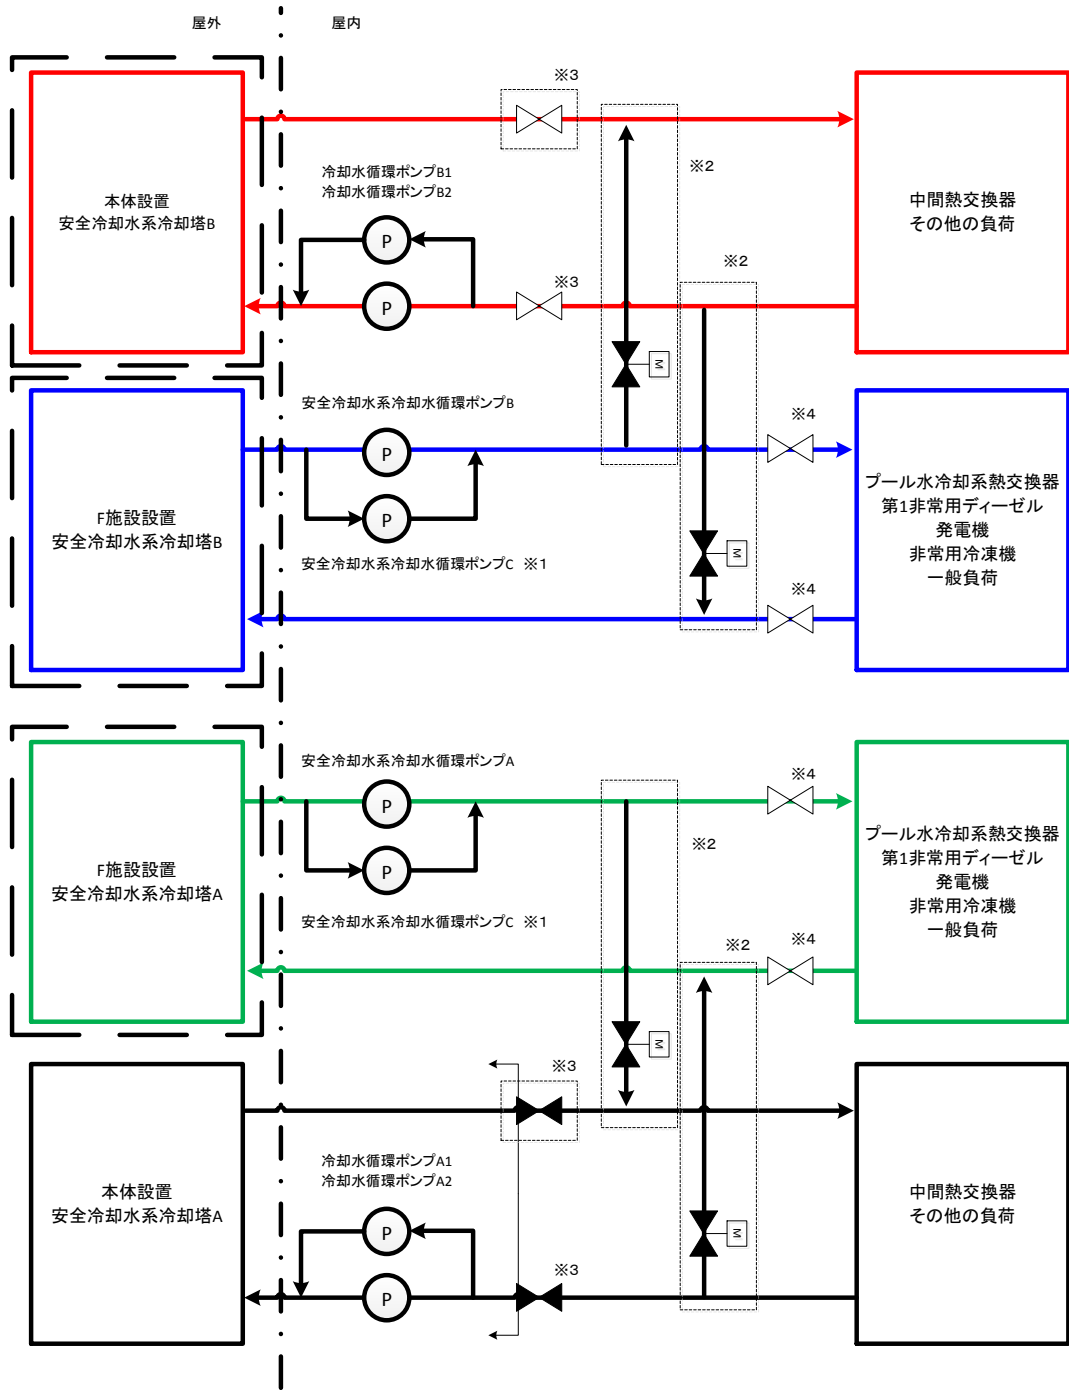 屋外
屋内
※3
本体設置
安全冷却水系冷却塔B
冷却水循環ポンプB1
冷却水循環ポンプB2
P
P
※3
※2
※2
M
中間熱交換器
その他の負荷
F施設設置
安全冷却水系冷却塔B
安全冷却水系冷却水循環ポンプB
P
P
安全冷却水系冷却水循環ポンプC ※1
M
※4
※4
プール水冷却系熱交換器
第1非常用ディーゼル
発電機
非常用冷凍機
一般負荷
F施設設置
安全冷却水系冷却塔A
安全冷却水系冷却水循環ポンプA
P
P
安全冷却水系冷却水循環ポンプC ※1
※4
※2
※2
※4
M
プール水冷却系熱交換器
第1非常用ディーゼル
発電機
非常用冷凍機
一般負荷
本体設置
安全冷却水系冷却塔A
※3
冷却水循環ポンプA1
冷却水循環ポンプA2
P
P
※3
M
中間熱交換器
その他の負荷